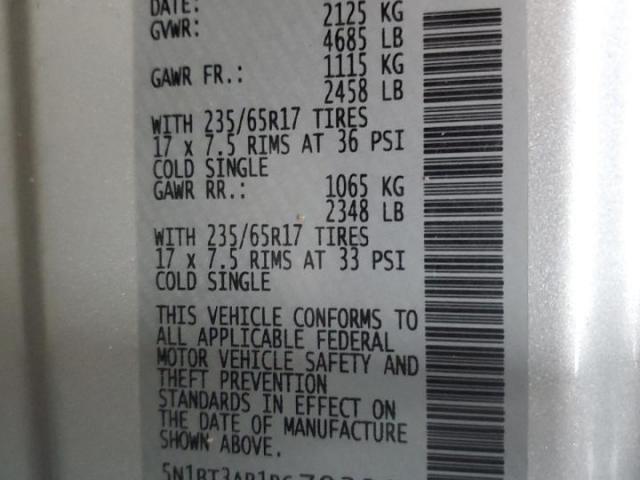 DATE: 2125 KG
GVWR: 4685 LB
GAWR FR.: 1115 KG
2458 LB
WITH 235/65R17 TIRES
17 x 7.5 RIMS AT 36 PSI
COLD SINGLE
GAWR RR.: 1065 KG
2348 LB
WITH 235/65R17 TIRES
17 x 7.5 RIMS AT 33 PSI
COLD SINGLE
THIS VEHICLE CONFORMS TO
ALL APPLICABLE FEDERAL
MOTOR VEHICLE SAFETY AND
THEFT PREVENTION
STANDARDS IN EFFECT ON
THE DATE OF MANUFACTURE
SHOWN ABOVE.